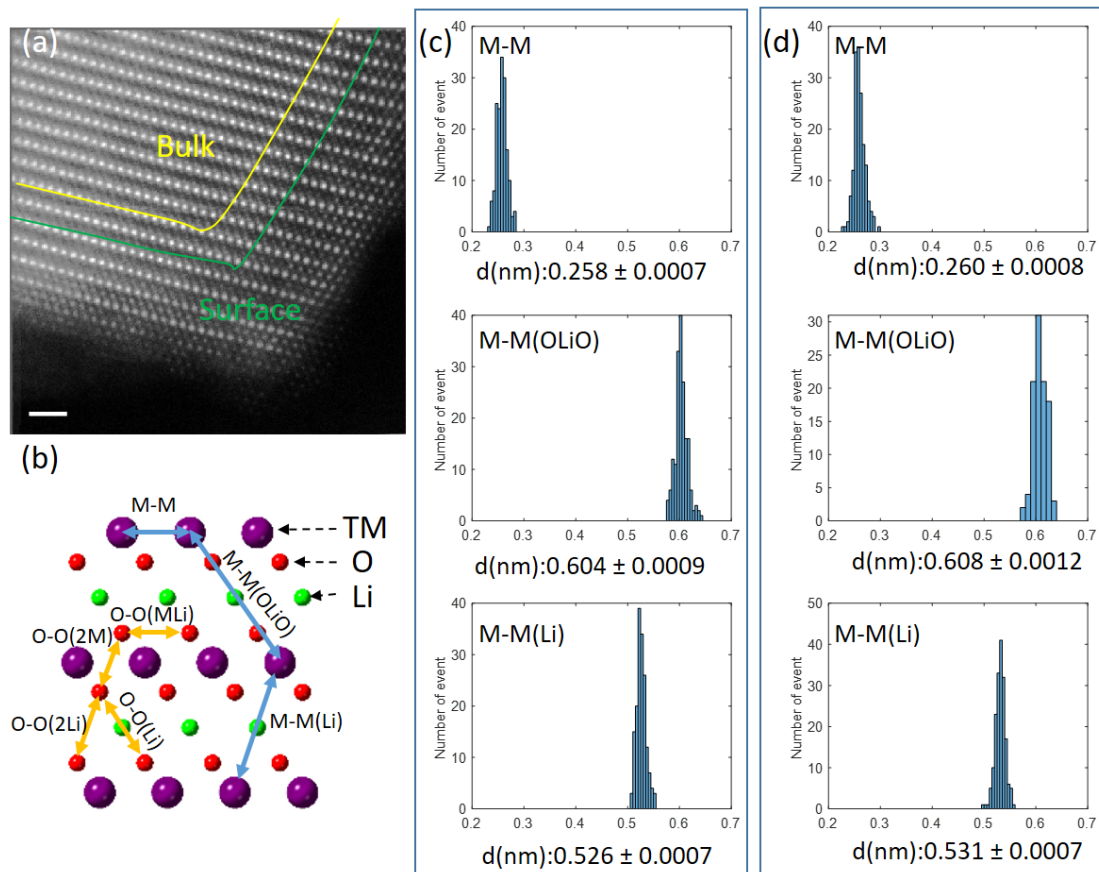 (a)
Bulk
Surface
(b)
M-M
TM
O
Li
M-M(OLiO)
O-O(MLi)
O-O(2M)
O-O(2Li)
O-O(Li)
M-M(Li)
(c)
M-M
Number of event
40
30
20
10
0
0.2 0.3 0.4 0.5 0.6 0.7
d(nm):0.258 ± 0.0007
M-M(OLiO)
Number of event
40
30
20
10
0
0.2 0.3 0.4 0.5 0.6 0.7
d(nm):0.604 ± 0.0009
M-M(Li)
Number of event
40
30
20
10
0
0.2 0.3 0.4 0.5 0.6 0.7
d(nm):0.526 ± 0.0007
(d)
M-M
Number of event
40
30
20
10
0
0.2 0.3 0.4 0.5 0.6 0.7
d(nm):0.260 ± 0.0008
M-M(OLiO)
Number of event
30
25
20
15
10
5
0
0.2 0.3 0.4 0.5 0.6 0.7
d(nm):0.608 ± 0.0012
M-M(Li)
Number of event
50
40
30
20
10
0
0.2 0.3 0.4 0.5 0.6 0.7
d(nm):0.531 ± 0.0007